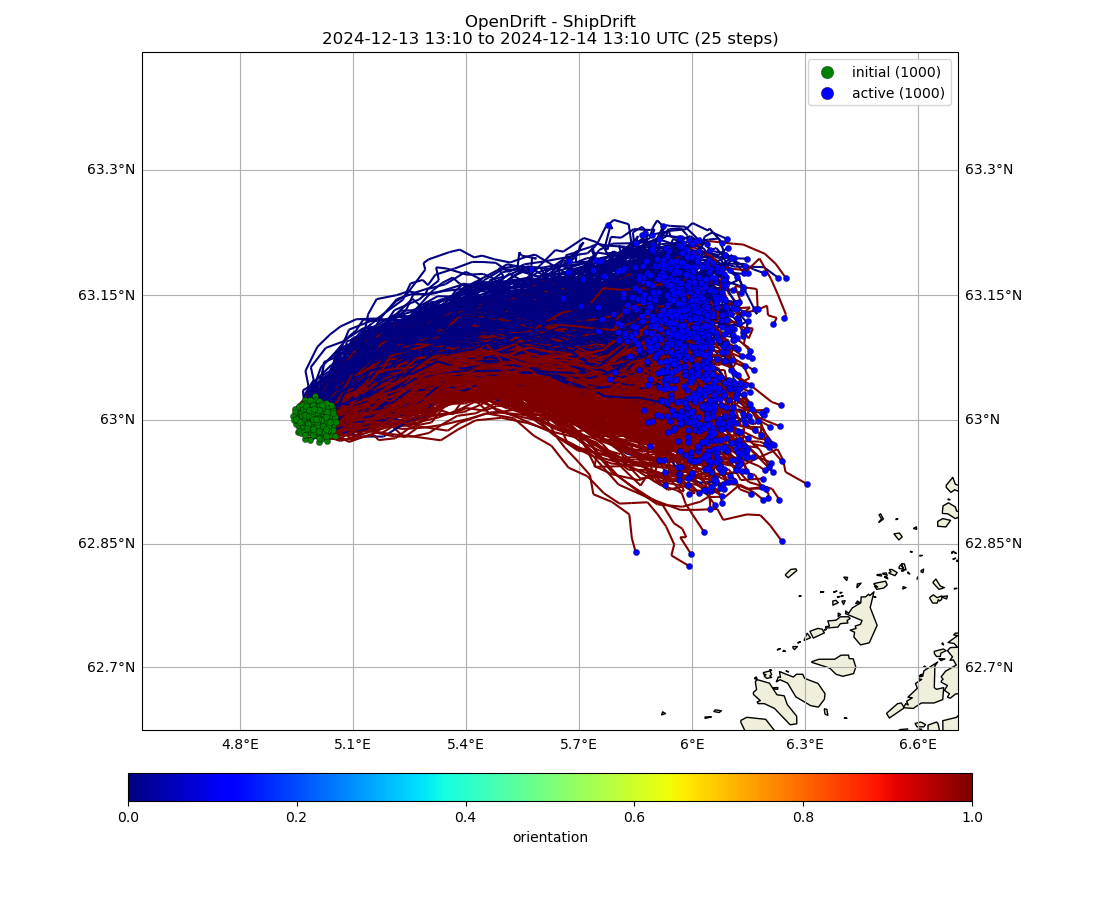 OpenDrift - ShipDrift
2024-12-13 13:10 to 2024-12-14 13:10 UTC (25 steps)
initial (1000)
active (1000)
63.3°N
63.3°N
63.15°N
63.15°N
63°N
63°N
62.85°N
62.85°N
62.7°N
62.7°N
4.8°E
5.1°E
5.4°E
5.7°E
6°E
6.3°E
6.6°E
0.0
0.2
0.4
0.6
0.8
1.0
orientation